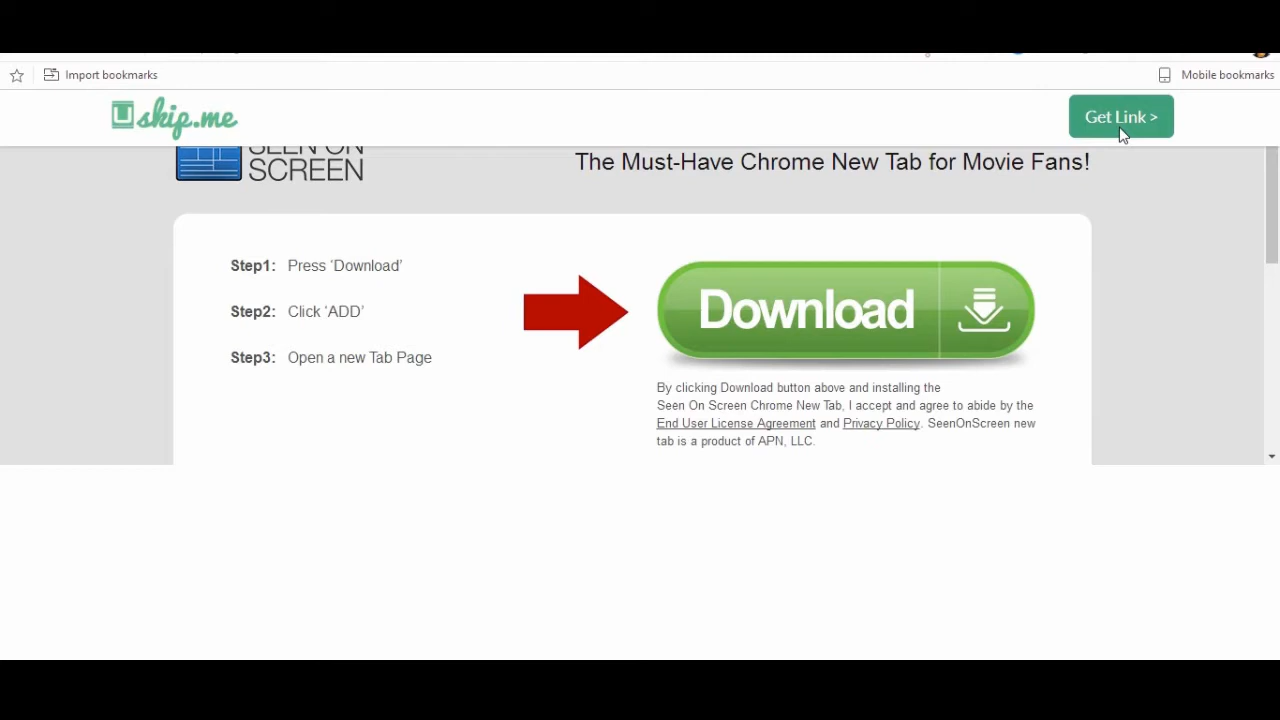 Import bookmarks
Mobile bookmarks
Uskip.me
Get Link >
SEEN ON
SCREEN
The Must-Have Chrome New Tab for Movie Fans!
Step1: Press ‘Download’
Step2: Click ‘ADD’
Step3: Open a new Tab Page
Download
By clicking Download button above and installing the
Seen On Screen Chrome New Tab, I accept and agree to abide by the
End User License Agreement and Privacy Policy. SeenOnScreen new
tab is a product of APN, LLC.